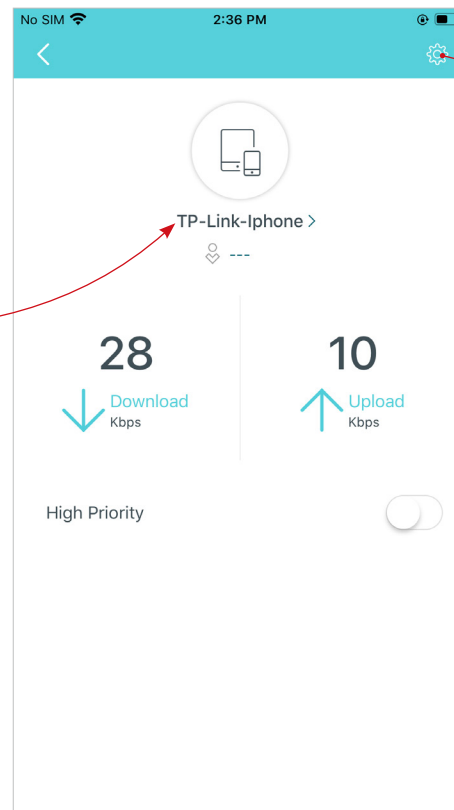 No SIM 2:36 PM
TP-Link-Iphone >
---
28 10
Download Upload
Kbps Kbps
High Priority